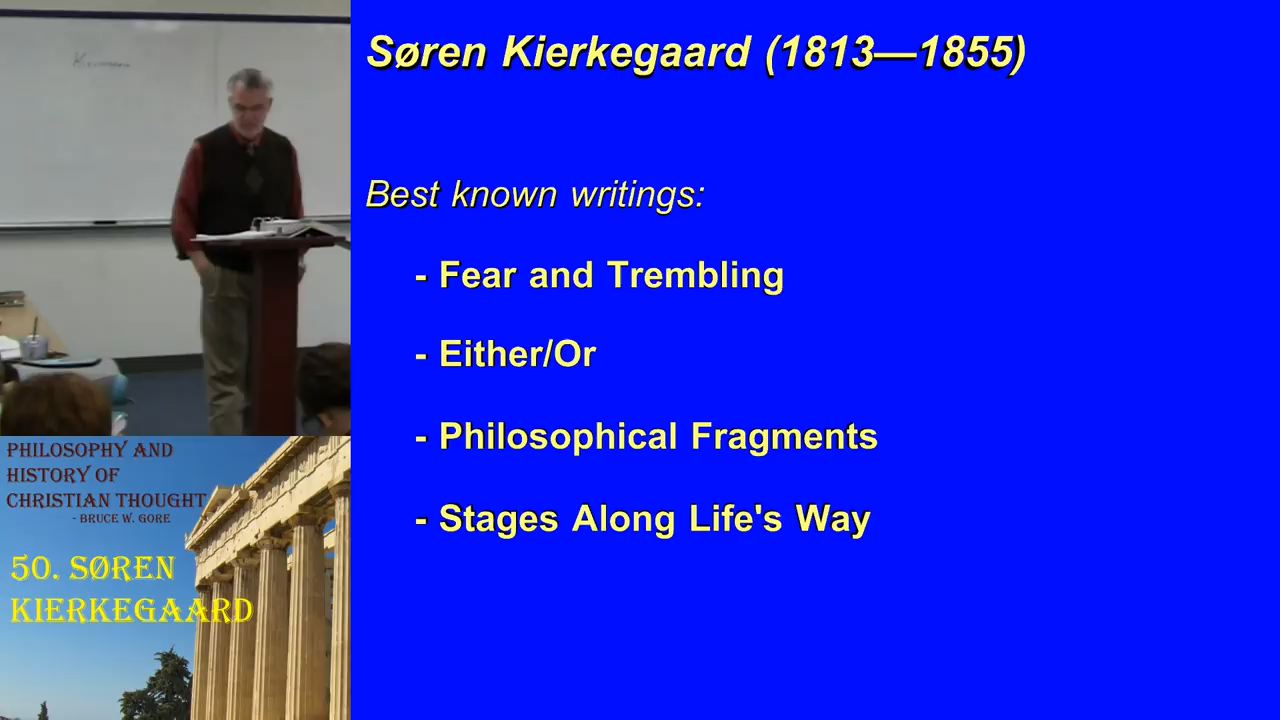 Søren Kierkegaard (1813—1855)
Best known writings:
- Fear and Trembling
- Either/Or
- Philosophical Fragments
- Stages Along Life's Way
PHILOSOPHY AND
HISTORY OF
CHRISTIAN THOUGHT
- BRUCE W. GORE
50. SØREN
KIERKEGAARD